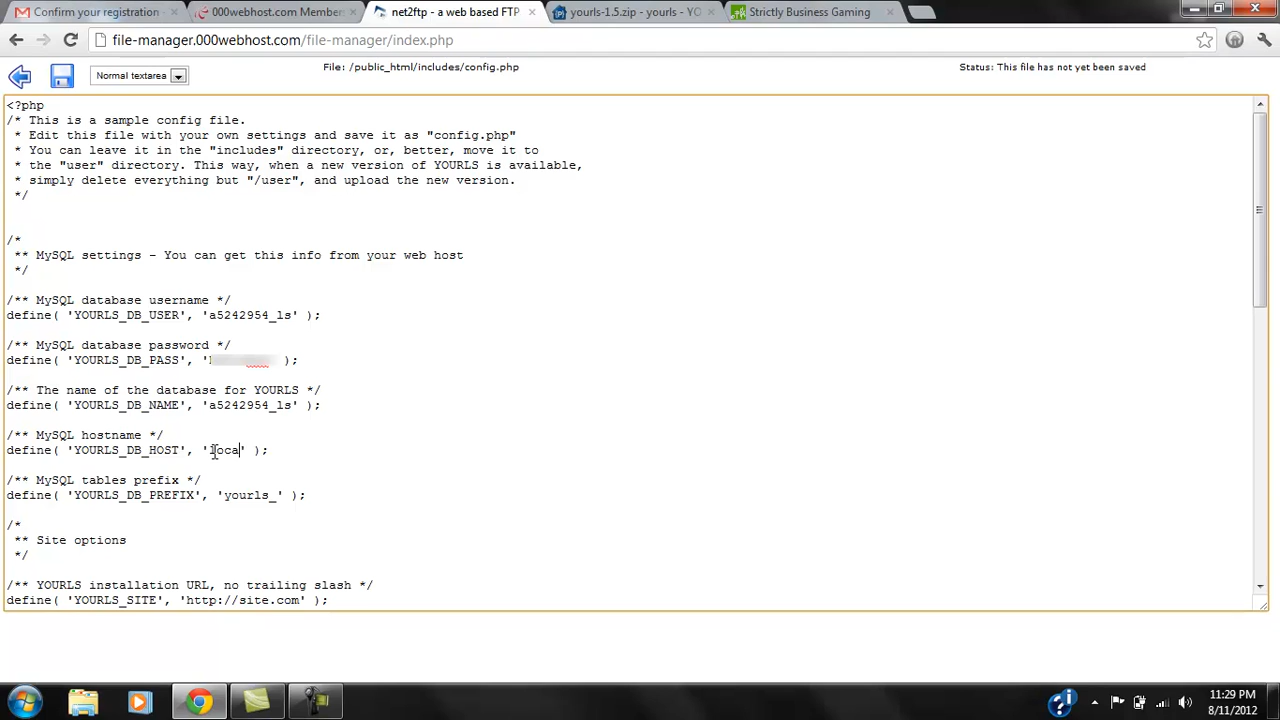 Confirm your registration -
000webhost.com Members
net2ftp - a web based FTP
yourls-1.5.zip - yourls - YO
Strictly Business Gaming
file-manager.000webhost.com/file-manager/index.php
Normal textarea
File: /public_html/includes/config.php
Status: This file has not yet been saved
<?php
/* This is a sample config file.
* Edit this file with your own settings and save it as "config.php"
* You can leave it in the "includes" directory, or, better, move it to
* the "user" directory. This way, when a new version of YOURLS is available,
* simply delete everything but "/user", and upload the new version.
*/
/*
** MySQL settings - You can get this info from your web host
*/
/** MySQL database username */
define( 'YOURLS_DB_USER', 'a5242954_ls' );
/** MySQL database password */
define( 'YOURLS_DB_PASS', ' );
/** The name of the database for YOURLS */
define( 'YOURLS_DB_NAME', 'a5242954_ls' );
/** MySQL hostname */
define( 'YOURLS_DB_HOST', 'loca' );
/** MySQL tables prefix */
define( 'YOURLS_DB_PREFIX', 'yourls_' );
/*
** Site options
*/
/** YOURLS installation URL, no trailing slash */
define( 'YOURLS_SITE', 'http://site.com' );
11:29 PM
8/11/2012